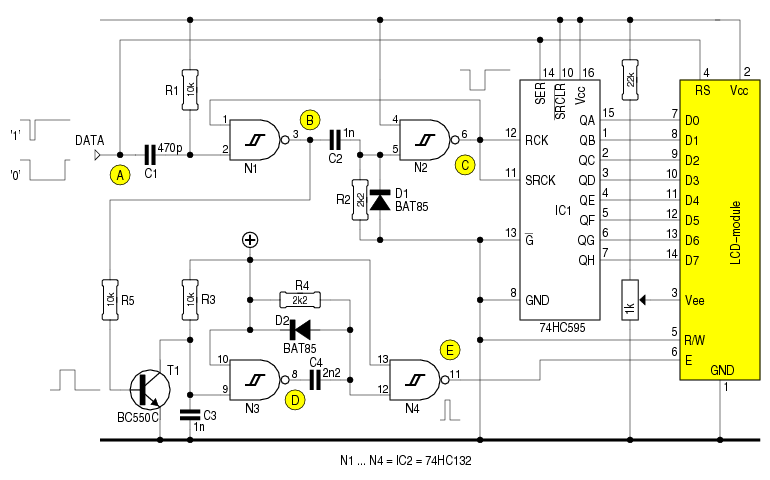 4
2
14
10
16
RS
Vcc
SER
SRCLR
Vcc
R1
10k
22k
'1'
'0'
DATA
A
C1
470p
1
2
3
N1
B
1n
C2
4
5
6
N2
C
12
RCK
11
SRCK
QA
15
7
D0
QB
1
8
D1
QC
2
9
D2
QD
3
10
D3
QE
4
11
D4
QF
5
12
D5
QG
6
13
D6
QH
7
14
D7
R2
2k2
D1
BAT85
IC1
LCD-module
13
G
8
GND
74HC595
1k
3
Vee
5
R/W
6
E
GND
1
R5
10k
R3
10k
R4
2k2
D2
BAT85
T1
BC550C
C3
1n
10
9
8
N3
D
C4
2n2
13
12
11
N4
E
N1 ... N4 = IC2 = 74HC132